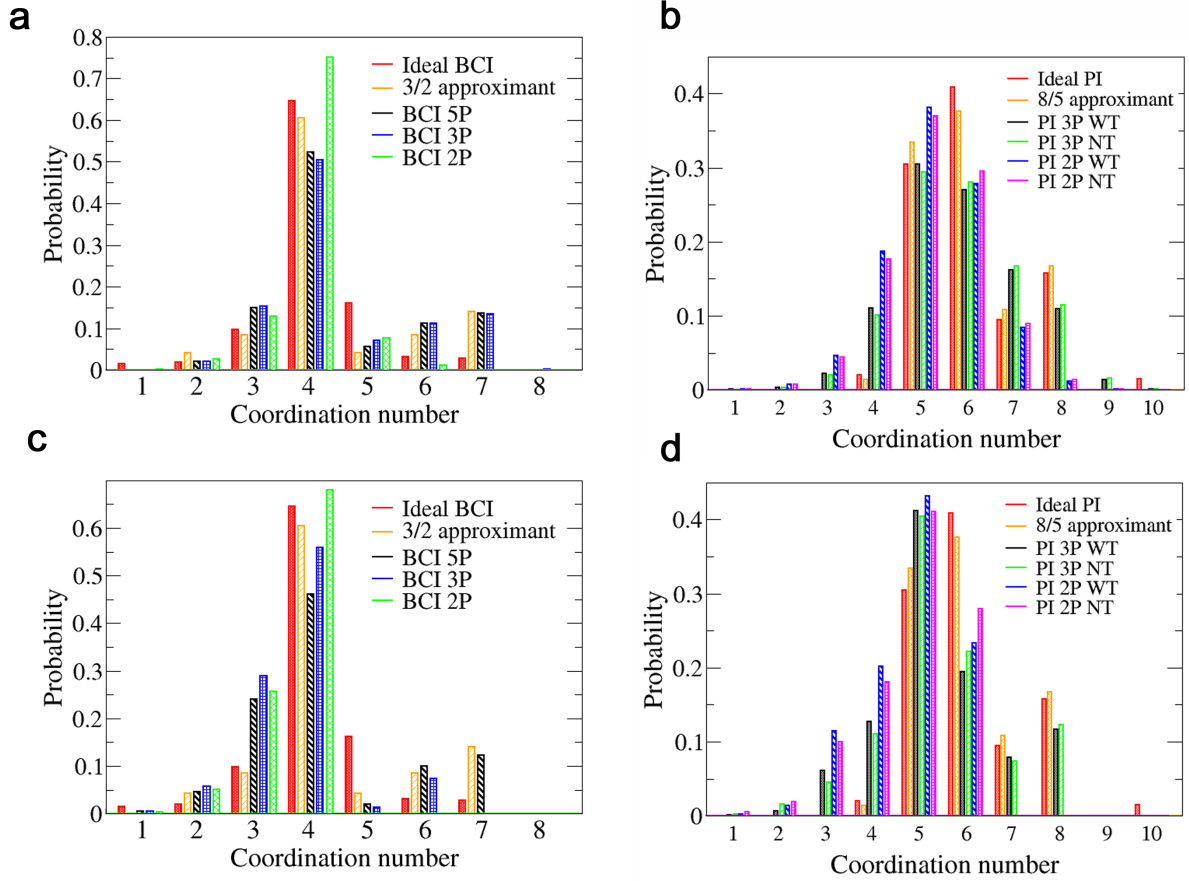 a
0.8
0.7
0.6
0.5
0.4
0.3
0.2
0.1
0
Probability
Ideal BCI
3/2 approximant
BCI 5P
BCI 3P
BCI 2P
1 2 3 4 5 6 7 8
Coordination number
b
0.4
0.3
0.2
0.1
0
Probability
Ideal PI
8/5 approximant
PI 3P WT
PI 3P NT
PI 2P WT
PI 2P NT
1 2 3 4 5 6 7 8 9 10
Coordination number
c
0.6
0.5
0.4
0.3
0.2
0.1
0
Probability
Ideal BCI
3/2 approximant
BCI 5P
BCI 3P
BCI 2P
1 2 3 4 5 6 7 8
Coordination number
d
0.4
0.3
0.2
0.1
0
Probability
Ideal PI
8/5 approximant
PI 3P WT
PI 3P NT
PI 2P WT
PI 2P NT
1 2 3 4 5 6 7 8 9 10
Coordination number